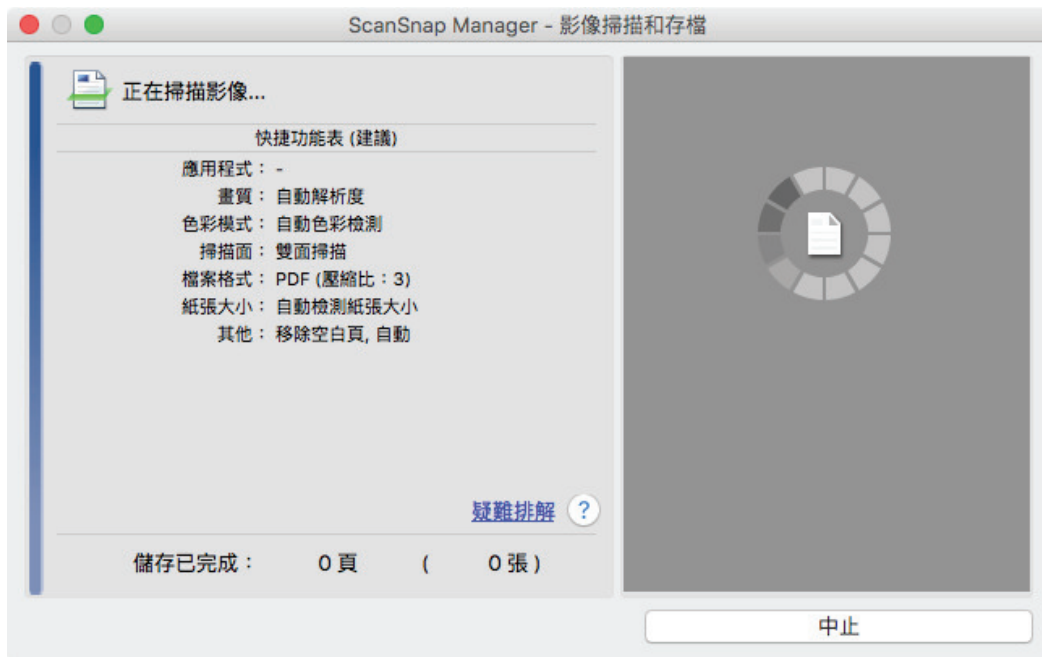 ScanSnap Manager - 影像掃描和存檔
正在掃描影像...
快捷功能表 (建議)
應用程式： -
畫質： 自動解析度
色彩模式： 自動色彩檢測
掃描面： 雙面掃描
檔案格式： PDF (壓縮比：3)
紙張大小： 自動檢測紙張大小
其他： 移除空白頁, 自動
疑難排解 ?
儲存已完成： 0 頁 ( 0 張 )
中止